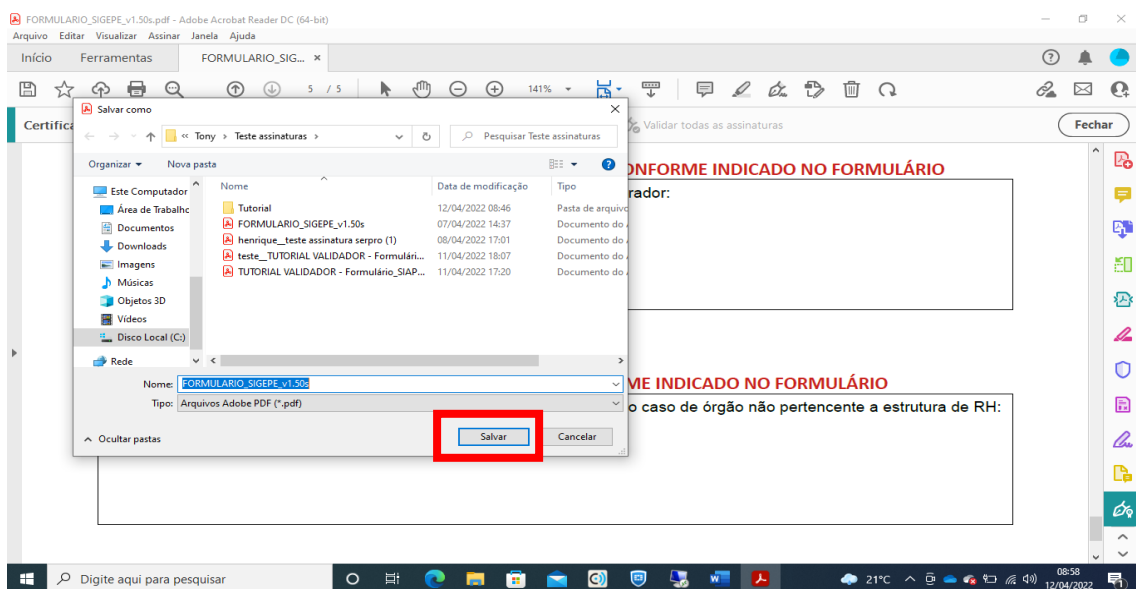 FORMULARIO_SIGEPE_v1.50s.pdf - Adobe Acrobat Reader DC (64-bit)
Arquivo Editar Visualizar Assinar Janela Ajuda
Início Ferramentas FORMULARIO_SIG... ×
5 / 5 141%
Certifica
Validar todas as assinaturas
Fechar
Salvar como
« Tony > Teste assinaturas >
Pesquisar Teste assinaturas
Organizar Nova pasta
Nome Data de modificação Tipo
Este Computador
Área de Trabalho
Documentos
Downloads
Imagens
Músicas
Objetos 3D
Vídeos
Disco Local (C:)
Rede
Tutorial 12/04/2022 08:46 Pasta de arquivo
FORMULARIO_SIGEPE_v1.50s 07/04/2022 14:37 Documento do
henrique__teste assinatura serpro (1) 08/04/2022 17:01 Documento do
teste__TUTORIAL VALIDADOR - Formulári... 11/04/2022 18:07 Documento do
TUTORIAL VALIDADOR - Formulário_SIAP... 11/04/2022 17:20 Documento do
Nome: FORMULARIO_SIGEPE_v1.50s
Tipo: Arquivos Adobe PDF (*.pdf)
Ocultar pastas
Salvar Cancelar
ONFORME INDICADO NO FORMULÁRIO
rador:
ME INDICADO NO FORMULÁRIO
o caso de órgão não pertencente a estrutura de RH:
Digite aqui para pesquisar
21°C
08:58
12/04/2022